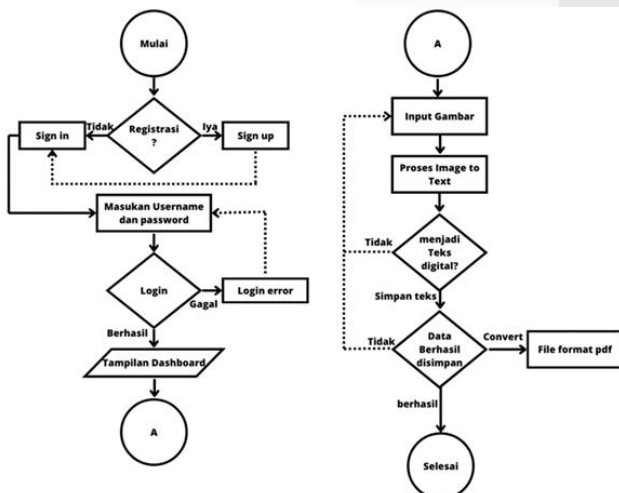 Mulai
Registrasi
?
Tidak
Iya
Sign in
Sign up
Masukan Username
dan password
Login
Gagal
Login error
Berhasil
Tampilan Dashboard
A
A
Input Gambar
Proses Image to
Text
menjadi
Teks
digital?
Tidak
Simpan teks
Data
Berhasil
disimpan
Tidak
Convert
File format pdf
berhasil
Selesai